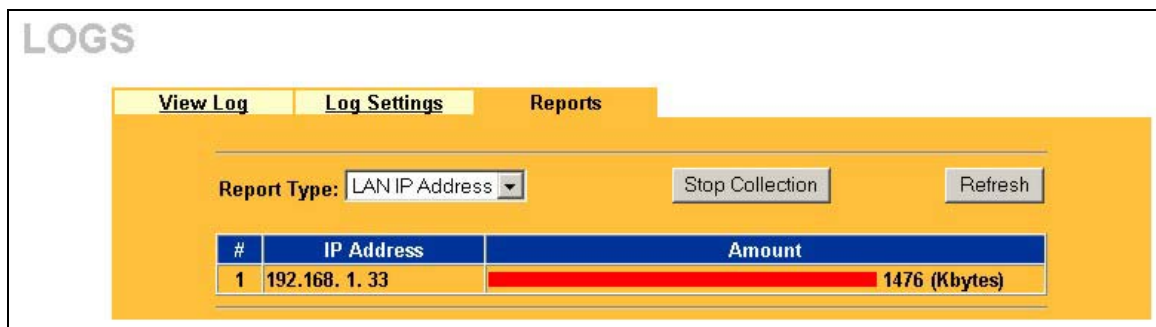 LOGS
View Log Log Settings Reports
Report Type: LAN IP Address Stop Collection Refresh
# IP Address Amount
1 192.168. 1. 33 1476 (Kbytes)